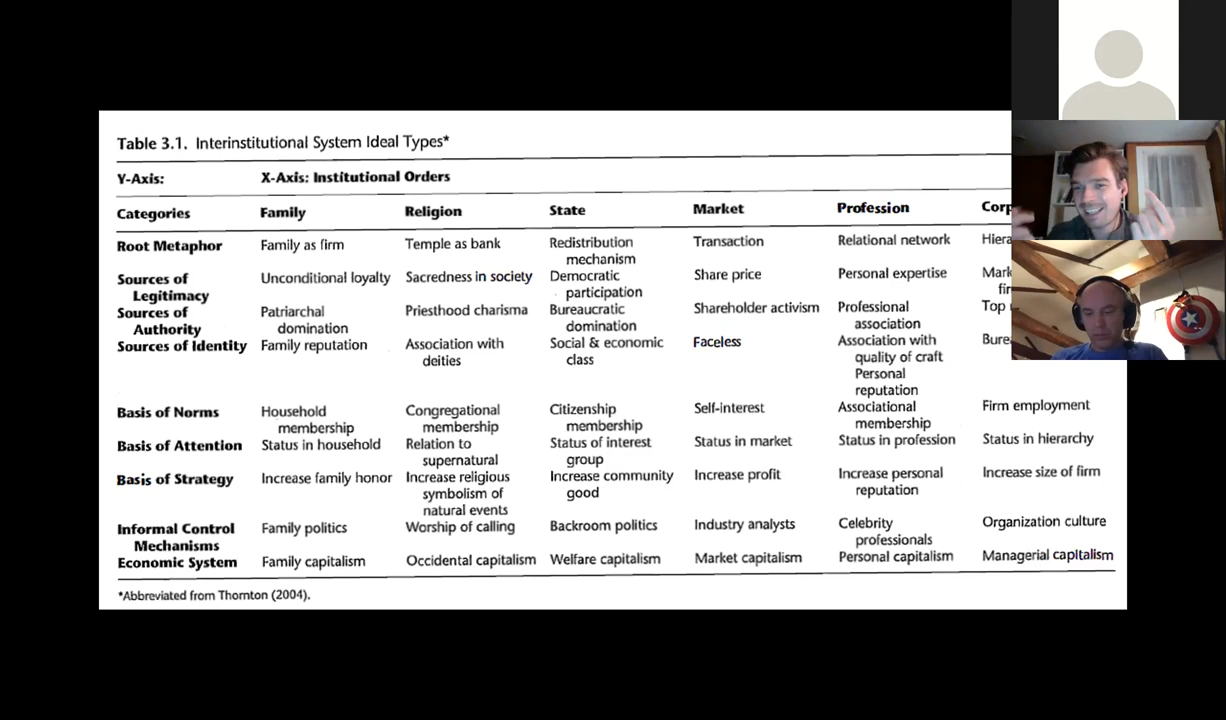 Table 3.1. Interinstitutional System Ideal Types*
Y-Axis: X-Axis: Institutional Orders
Categories Family Religion State Market Profession
Root Metaphor Family as firm Temple as bank Redistribution mechanism Transaction Relational network
Sources of Legitimacy Unconditional loyalty Sacredness in society Democratic participation Share price Personal expertise
Sources of Authority Patriarchal domination Priesthood charisma Bureaucratic domination Shareholder activism Professional association Top
Sources of Identity Family reputation Association with deities Social & economic class Faceless Association with quality of craft Personal reputation
Basis of Norms Household membership Congregational membership Citizenship membership Self-interest Associational membership Firm employment
Basis of Attention Status in household Relation to supernatural Status of interest group Status in market Status in profession Status in hierarchy
Basis of Strategy Increase family honor Increase religious symbolism of natural events Increase community good Increase profit Increase personal reputation Increase size of firm
Informal Control Mechanisms Family politics Worship of calling Backroom politics Industry analysts Celebrity professionals Organization culture
Economic System Family capitalism Occidental capitalism Welfare capitalism Market capitalism Personal capitalism Managerial capitalism
*Abbreviated from Thornton (2004).